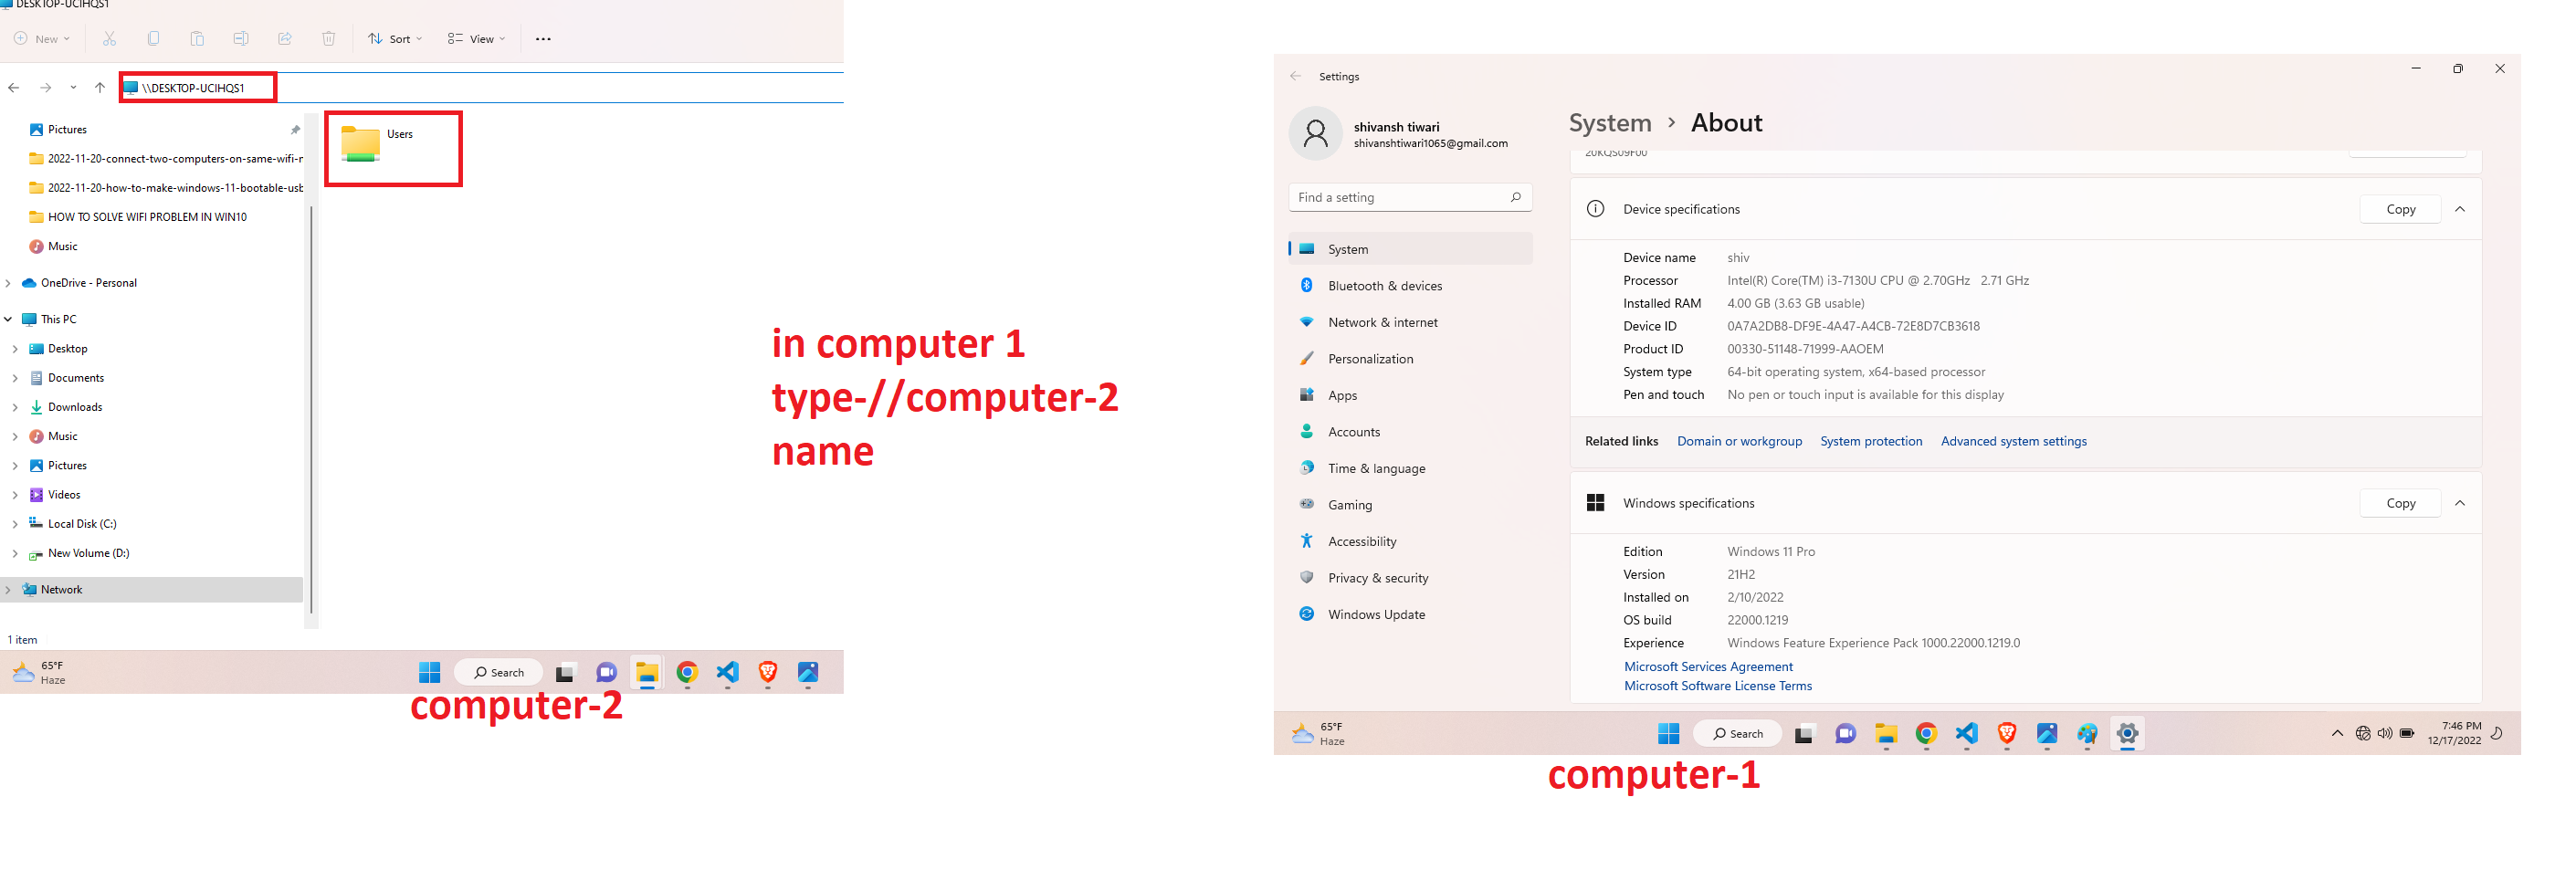 DESKTOP-UCIHQS1
New
Sort
View
\\DESKTOP-UCIHQS1
Pictures
2022-11-20-connect-two-computers-on-same-wifi-n
2022-11-20-how-to-make-windows-11-bootable-usb
HOW TO SOLVE WIFI PROBLEM IN WIN10
Music
OneDrive - Personal
This PC
Desktop
Documents
Downloads
Music
Pictures
Videos
Local Disk (C:)
New Volume (D:)
Network
Users
1 item
65°F
Haze
Search
computer-2
in computer 1
type-//computer-2
name
Settings
shivansh tiwari
shivanshtiwari1065@gmail.com
Find a setting
System
Bluetooth & devices
Network & internet
Personalization
Apps
Accounts
Time & language
Gaming
Accessibility
Privacy & security
Windows Update
System › About
20KQS09F00
Device specifications
Copy
Device name shiv
Processor Intel(R) Core(TM) i3-7130U CPU @ 2.70GHz 2.71 GHz
Installed RAM 4.00 GB (3.63 GB usable)
Device ID 0A7A2DB8-DF9E-4A47-A4CB-72E8D7CB3618
Product ID 00330-51148-71999-AAOEM
System type 64-bit operating system, x64-based processor
Pen and touch No pen or touch input is available for this display
Related links Domain or workgroup System protection Advanced system settings
Windows specifications
Copy
Edition Windows 11 Pro
Version 21H2
Installed on 2/10/2022
OS build 22000.1219
Experience Windows Feature Experience Pack 1000.22000.1219.0
Microsoft Services Agreement
Microsoft Software License Terms
65°F
Haze
Search
7:46 PM
12/17/2022
computer-1